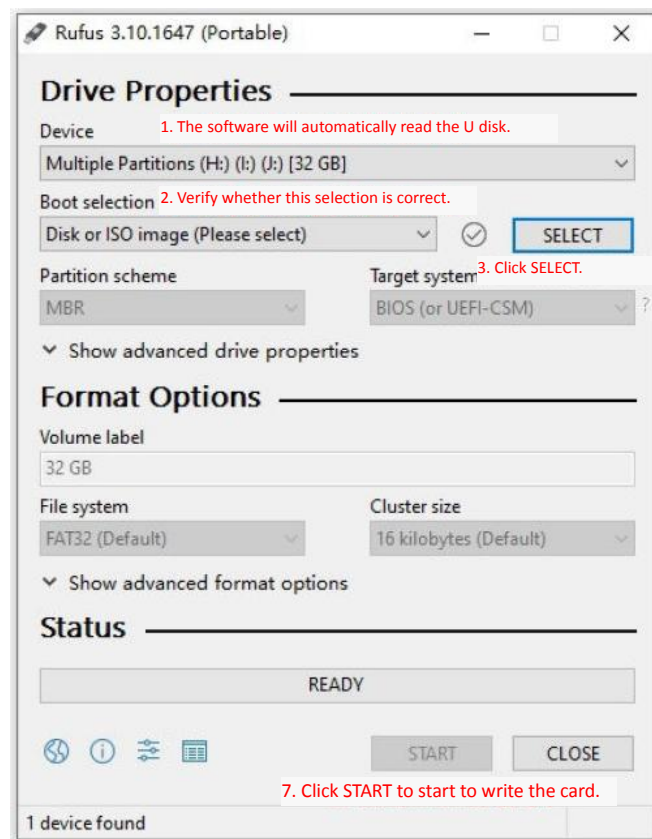 Rufus 3.10.1647 (Portable)
Drive Properties
Device
1. The software will automatically read the U disk.
Multiple Partitions (H:) (I:) (J:) [32 GB]
Boot selection
2. Verify whether this selection is correct.
Disk or ISO image (Please select)
SELECT
3. Click SELECT.
Partition scheme
Target system
MBR
BIOS (or UEFI-CSM)
?
Show advanced drive properties
Format Options
Volume label
32 GB
File system
Cluster size
FAT32 (Default)
16 kilobytes (Default)
Show advanced format options
Status
READY
START
CLOSE
7. Click START to start to write the card.
1 device found